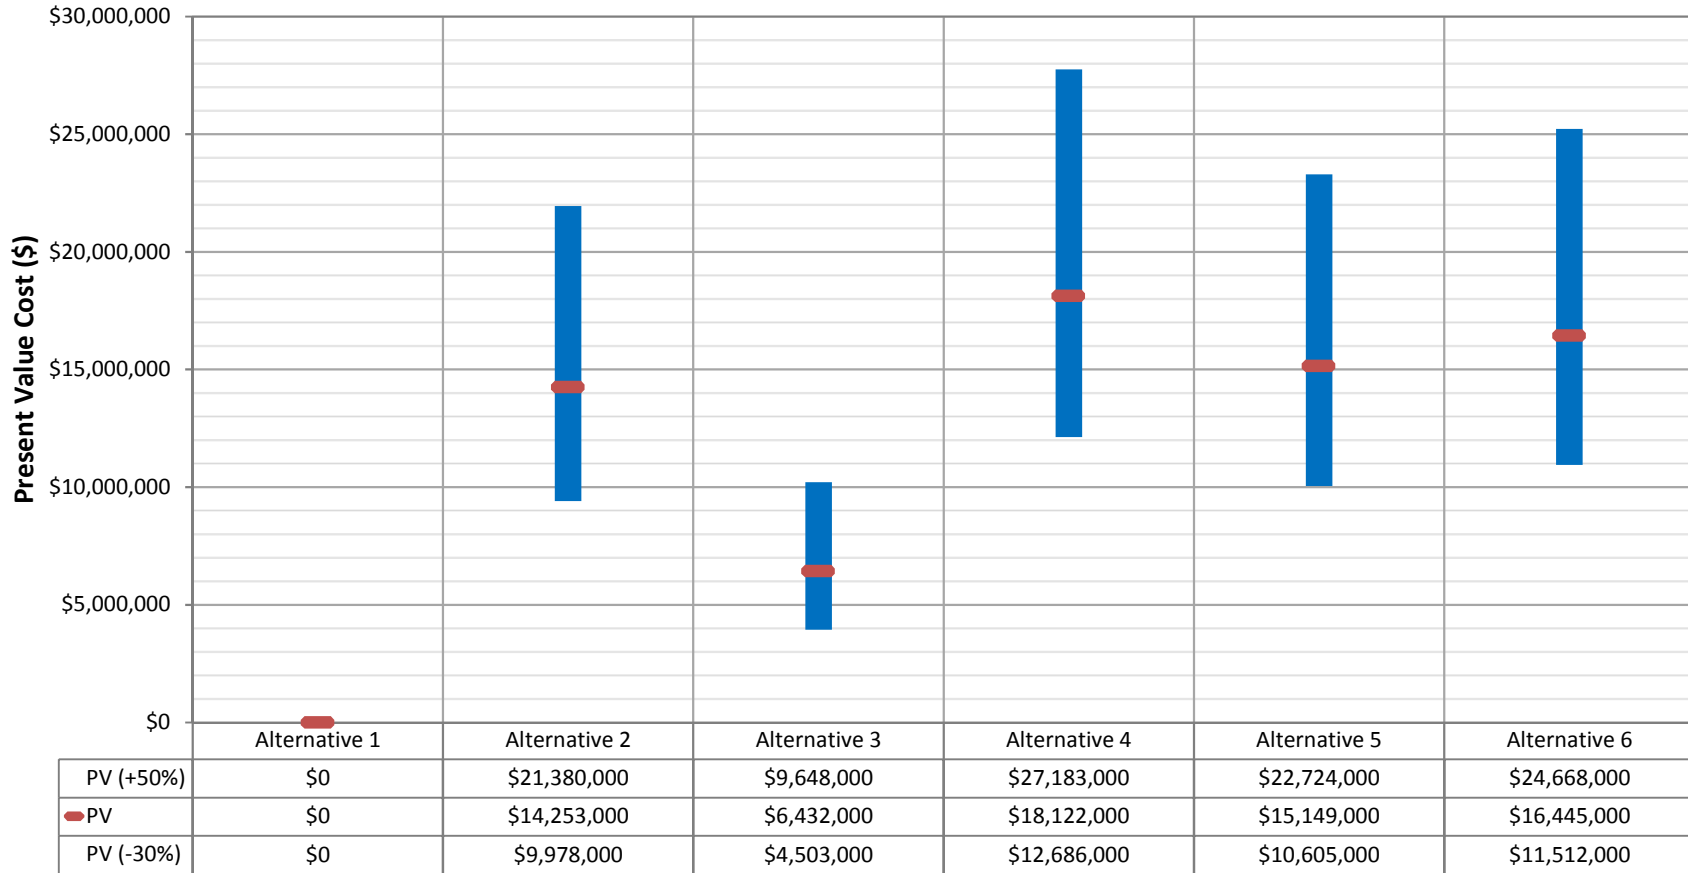 $30,000,000
$25,000,000
$20,000,000
$15,000,000
$10,000,000
$5,000,000
$0
Present Value Cost ($)
Alternative 1 Alternative 2 Alternative 3 Alternative 4 Alternative 5 Alternative 6
PV (+50%) $0 $21,380,000 $9,648,000 $27,183,000 $22,724,000 $24,668,000
PV $0 $14,253,000 $6,432,000 $18,122,000 $15,149,000 $16,445,000
PV (-30%) $0 $9,978,000 $4,503,000 $12,686,000 $10,605,000 $11,512,000